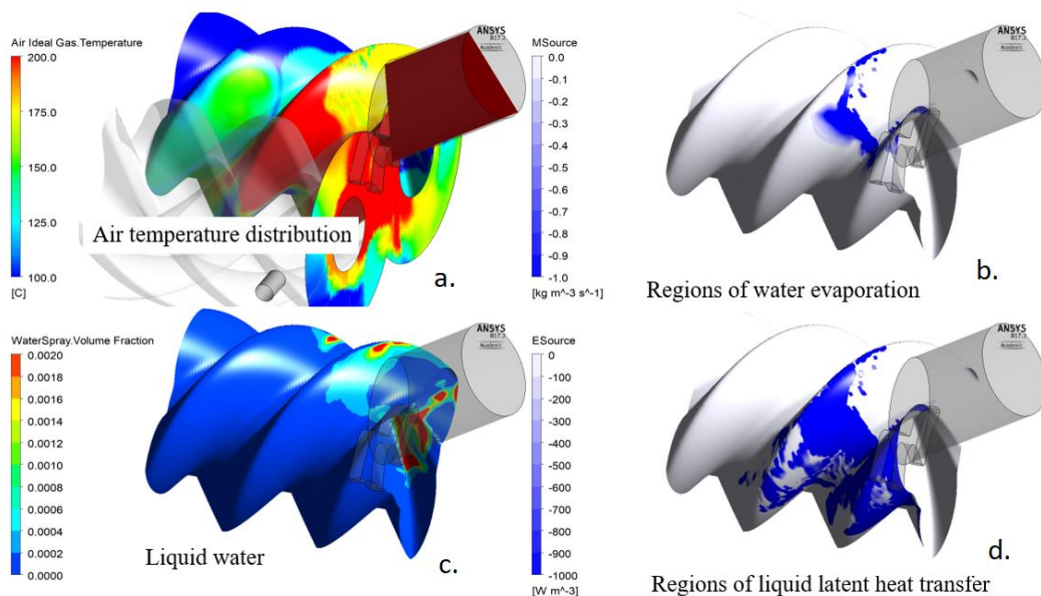 Air Ideal Gas.Temperature
200.0
175.0
150.0
125.0
100.0
[C]
ANSYS
R17.2
Academic
Air temperature distribution
a.
MSource
0.0
-0.1
-0.2
-0.3
-0.4
-0.5
-0.6
-0.7
-0.8
-0.9
-1.0
[kg m^-3 s^-1]
ANSYS
R17.2
Academic
b.
Regions of water evaporation
WaterSpray.Volume Fraction
0.0020
0.0018
0.0016
0.0014
0.0012
0.0010
0.0008
0.0006
0.0004
0.0002
0.0000
ANSYS
R17.2
Academic
Liquid water
c.
ESource
0
-100
-200
-300
-400
-500
-600
-700
-800
-900
-1000
[W m^-3]
ANSYS
R17.2
Academic
d.
Regions of liquid latent heat transfer